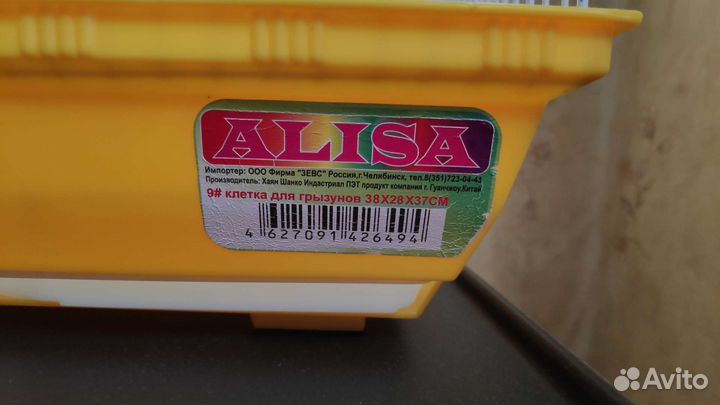 ALISA
Импортер: ООО Фирма "ЗЕВС" Россия,г.Челябинск, тел.8(351)723-04-43
Производитель: Хаян Шанко Индастриал ПЭТ продукт компания г. Гуанчжоу,Китай
9# клетка для грызунов 38X28X37CM
4 627091 426494
Avito